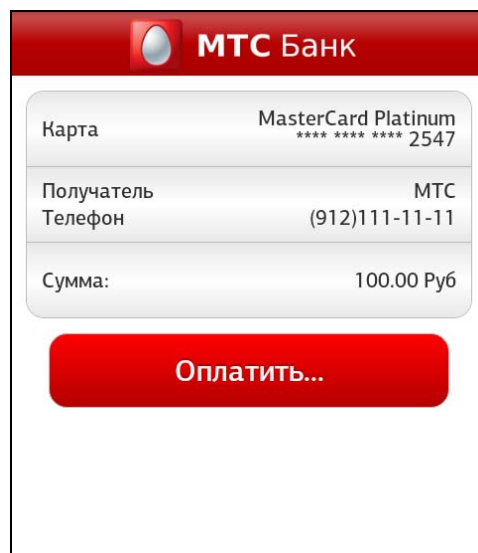 МТС Банк
Карта
MasterCard Platinum
**** **** **** 2547
Получатель МТС
Телефон (912)111-11-11
Сумма: 100.00 Руб
Оплатить...